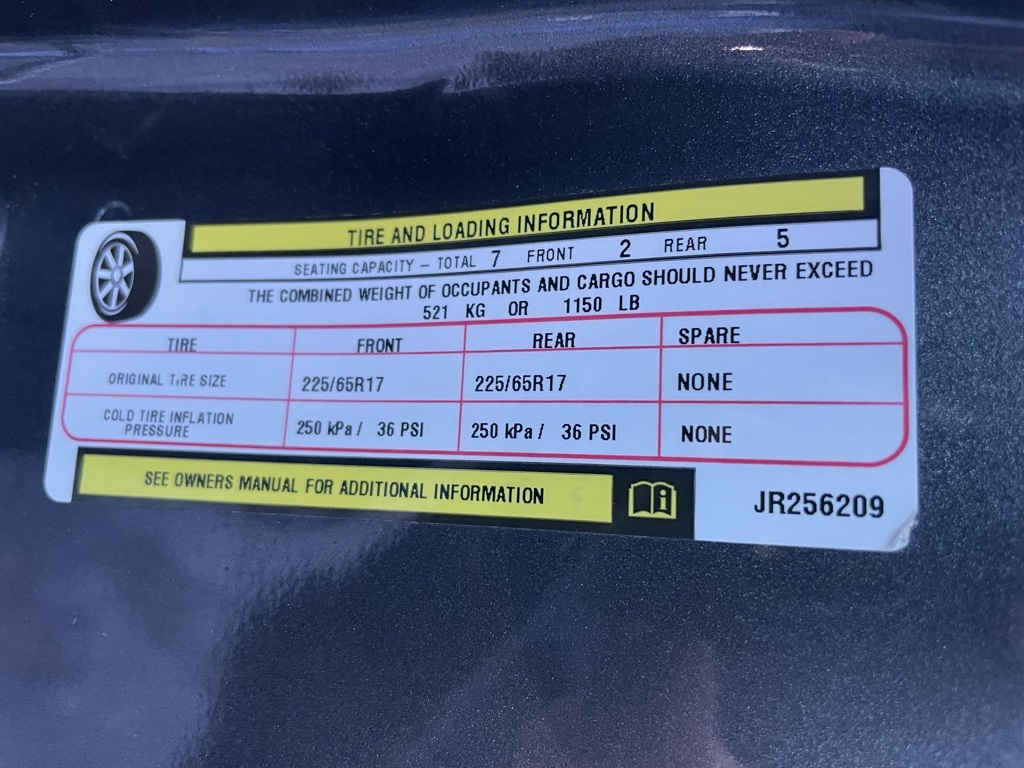 TIRE AND LOADING INFORMATION
SEATING CAPACITY – TOTAL 7 FRONT 2 REAR 5
THE COMBINED WEIGHT OF OCCUPANTS AND CARGO SHOULD NEVER EXCEED
521 KG OR 1150 LB
TIRE FRONT REAR SPARE
ORIGINAL TIRE SIZE 225/65R17 225/65R17 NONE
COLD TIRE INFLATION
PRESSURE 250 kPa / 36 PSI 250 kPa / 36 PSI NONE
SEE OWNERS MANUAL FOR ADDITIONAL INFORMATION
JR256209